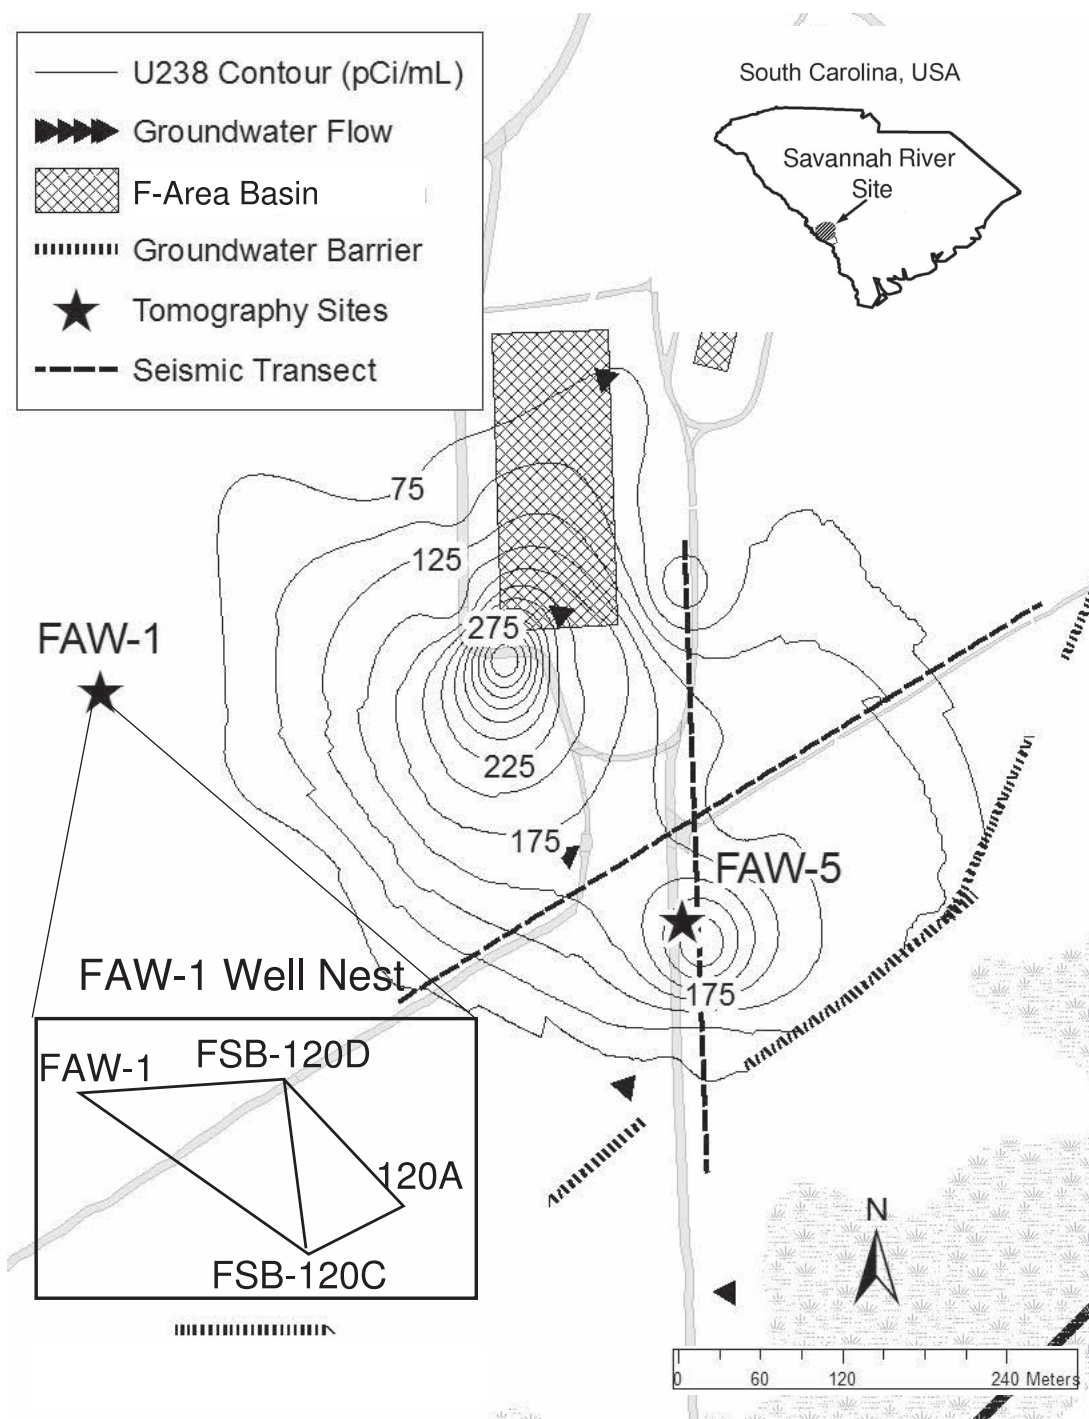 U238 Contour (pCi/mL)
Groundwater Flow
F-Area Basin
Groundwater Barrier
Tomography Sites
Seismic Transect
South Carolina, USA
Savannah River
Site
75
125
275
FAW-1
225
175
FAW-5
175
FAW-1 Well Nest
FSB-120D
FAW-1
120A
FSB-120C
N
0 60 120 240 Meters